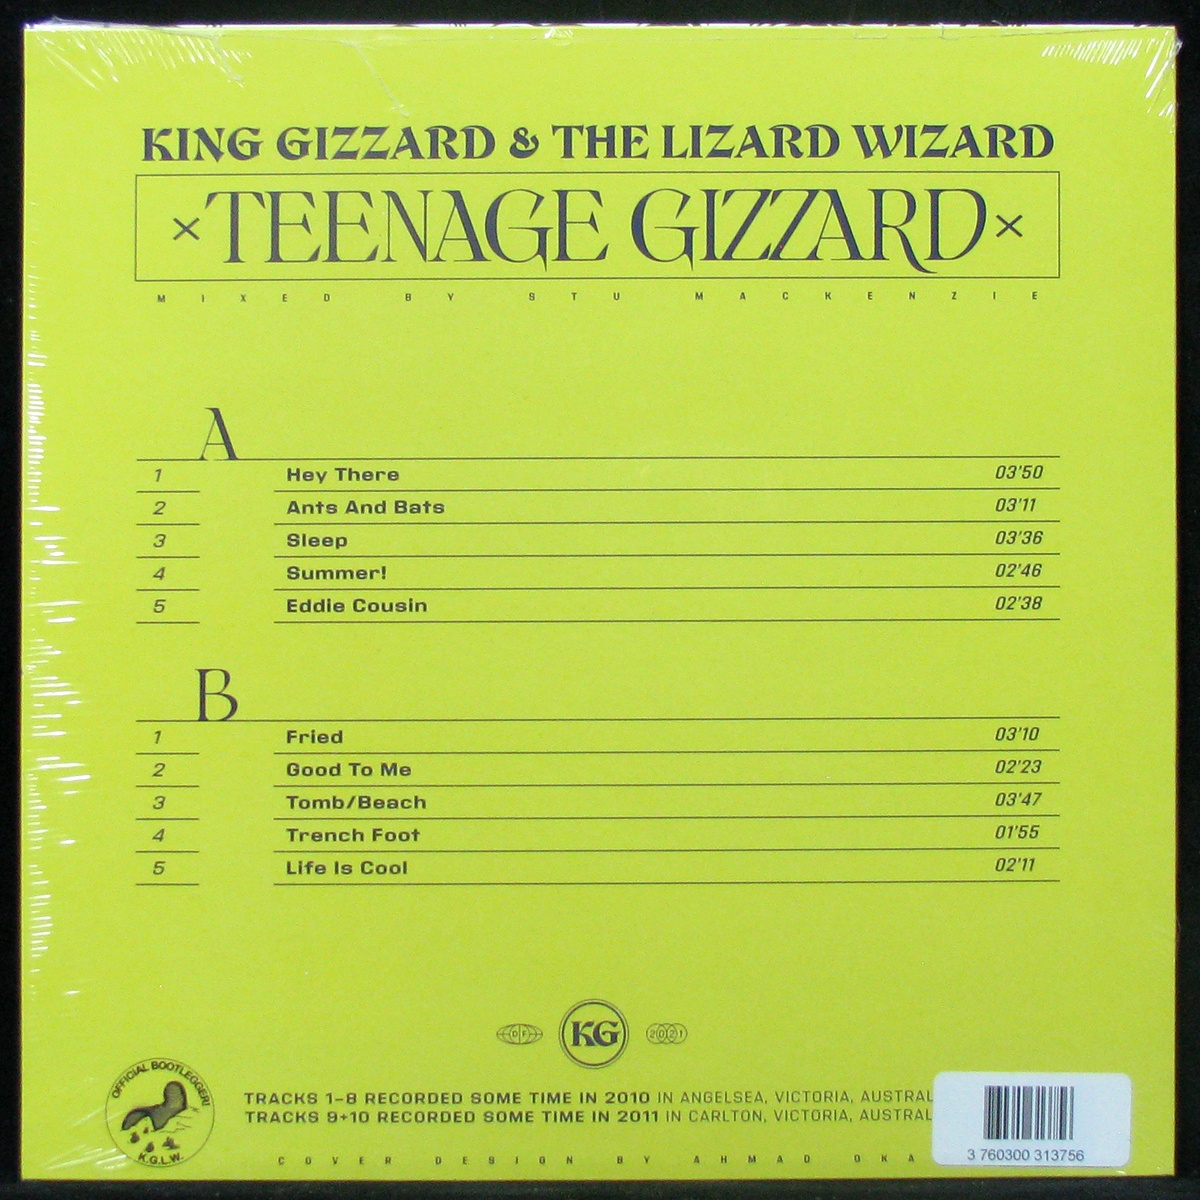 KING GIZZARD & THE LIZARD WIZARD
×TEENAGE GIZZARD×
MIXED BY STU MACKENZIE
A
1 Hey There 03'50
2 Ants And Bats 03'11
3 Sleep 03'36
4 Summer! 02'46
5 Eddie Cousin 02'38
B
1 Fried 03'10
2 Good To Me 02'23
3 Tomb/Beach 03'47
4 Trench Foot 01'55
5 Life Is Cool 02'11
DF KG 2021
OFFICIAL BOOTLEGGER!
K.G.L.W.
TRACKS 1–8 RECORDED SOME TIME IN 2010 IN ANGELSEA, VICTORIA, AUSTRAL
TRACKS 9+10 RECORDED SOME TIME IN 2011 IN CARLTON, VICTORIA, AUSTRAL
COVER DESIGN BY AHMAD OKA
3 760300 313756